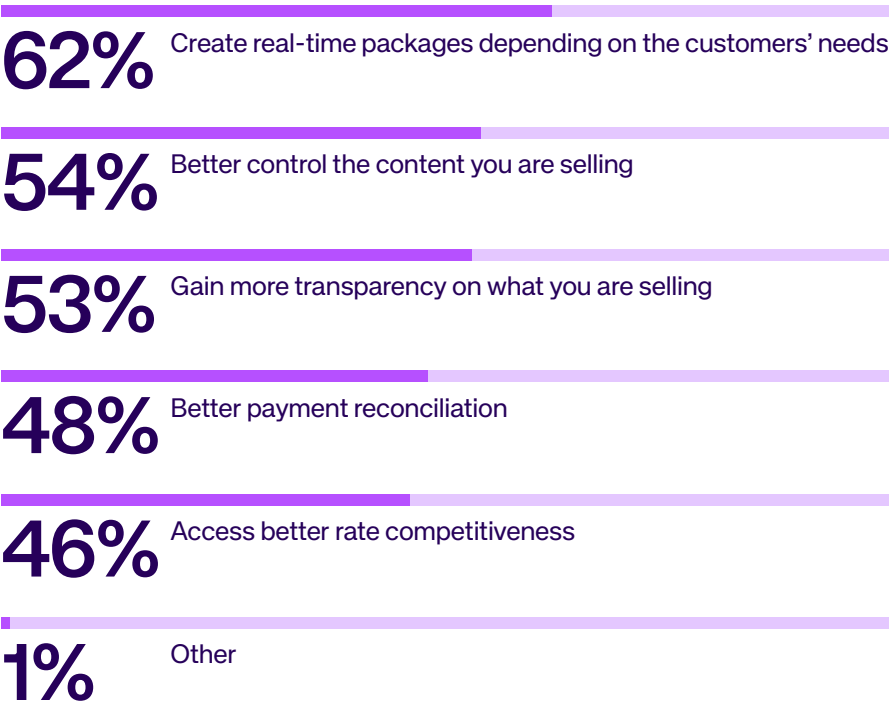 62% Create real-time packages depending on the customers’ needs
54% Better control the content you are selling
53% Gain more transparency on what you are selling
48% Better payment reconciliation
46% Access better rate competitiveness
1% Other